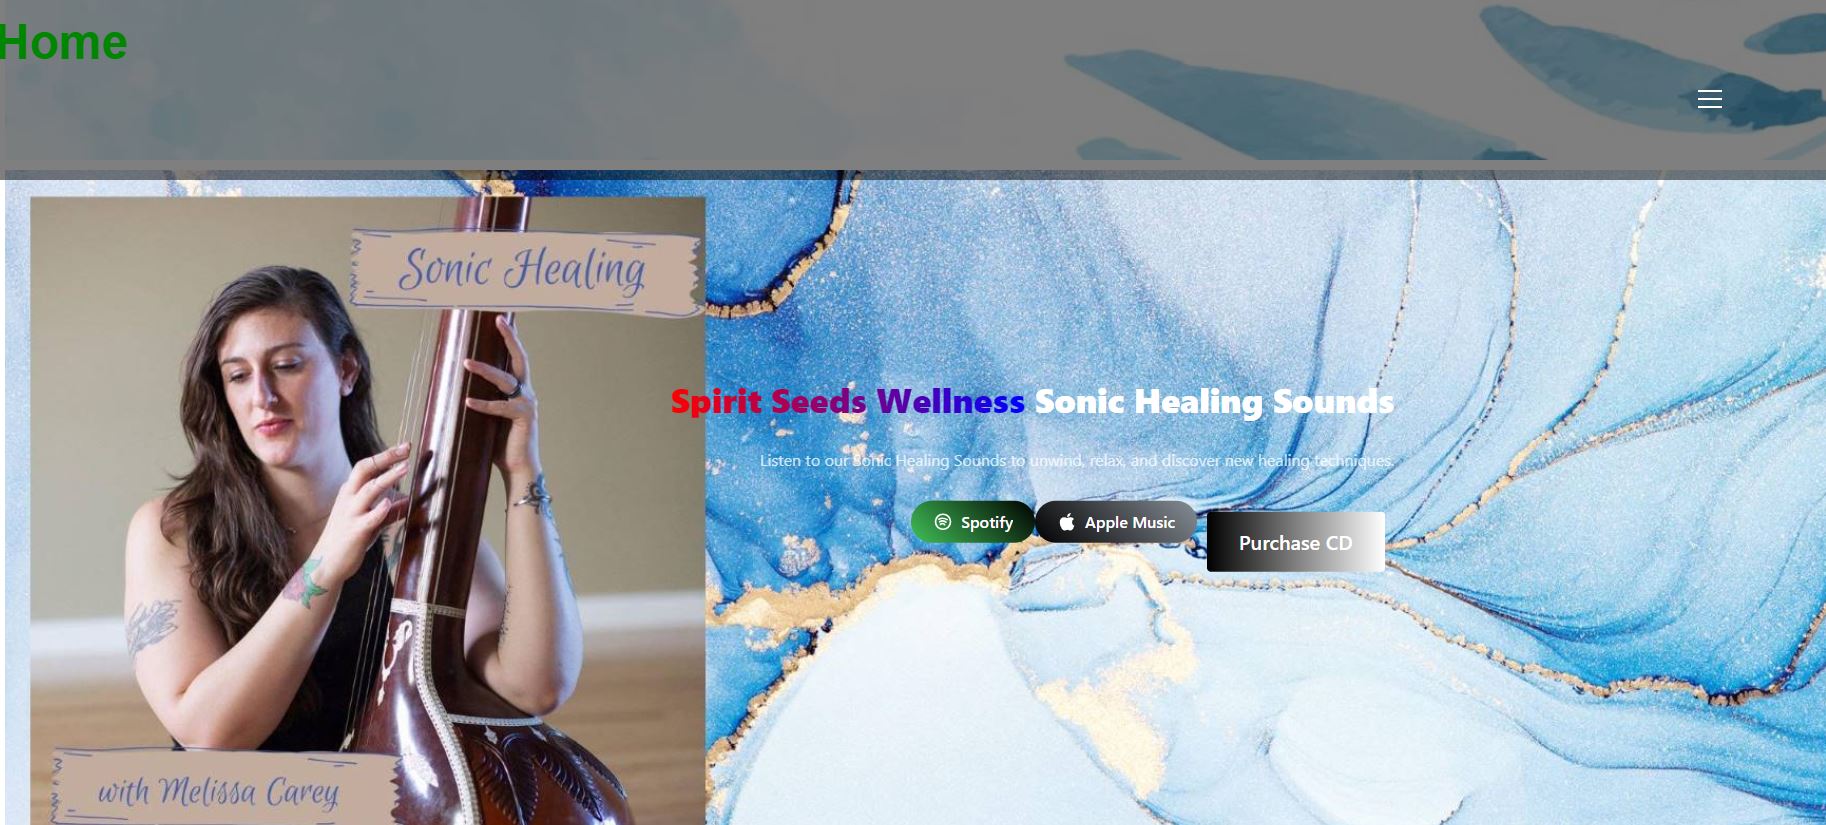 Home
Sonic Healing
Spirit Seeds Wellness Sonic Healing Sounds
Listen to our Sonic Healing Sounds to unwind, relax, and discover new healing techniques.
Spotify
Apple Music
Purchase CD
with Melissa Carey